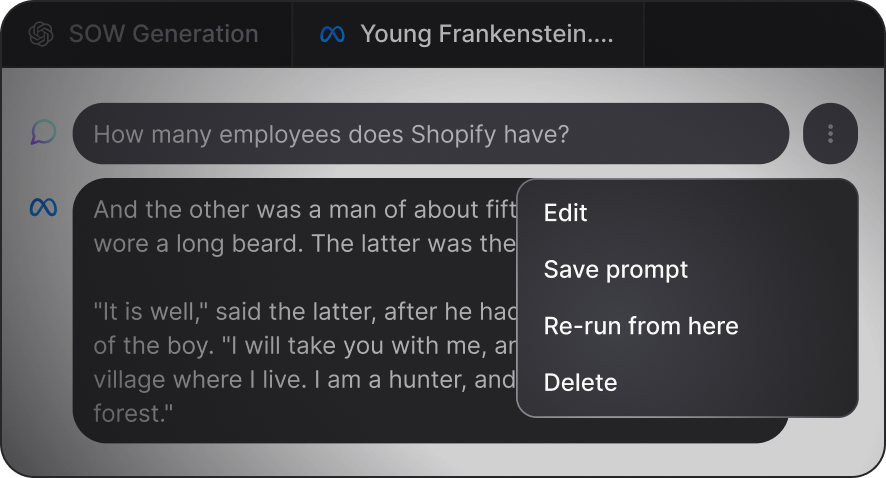 SOW Generation
Young Frankenstein....
How many employees does Shopify have?
And the other was a man of about fift
wore a long beard. The latter was the
"It is well," said the latter, after he had
of the boy. "I will take you with me, an
village where I live. I am a hunter, and
forest."
Edit
Save prompt
Re-run from here
Delete